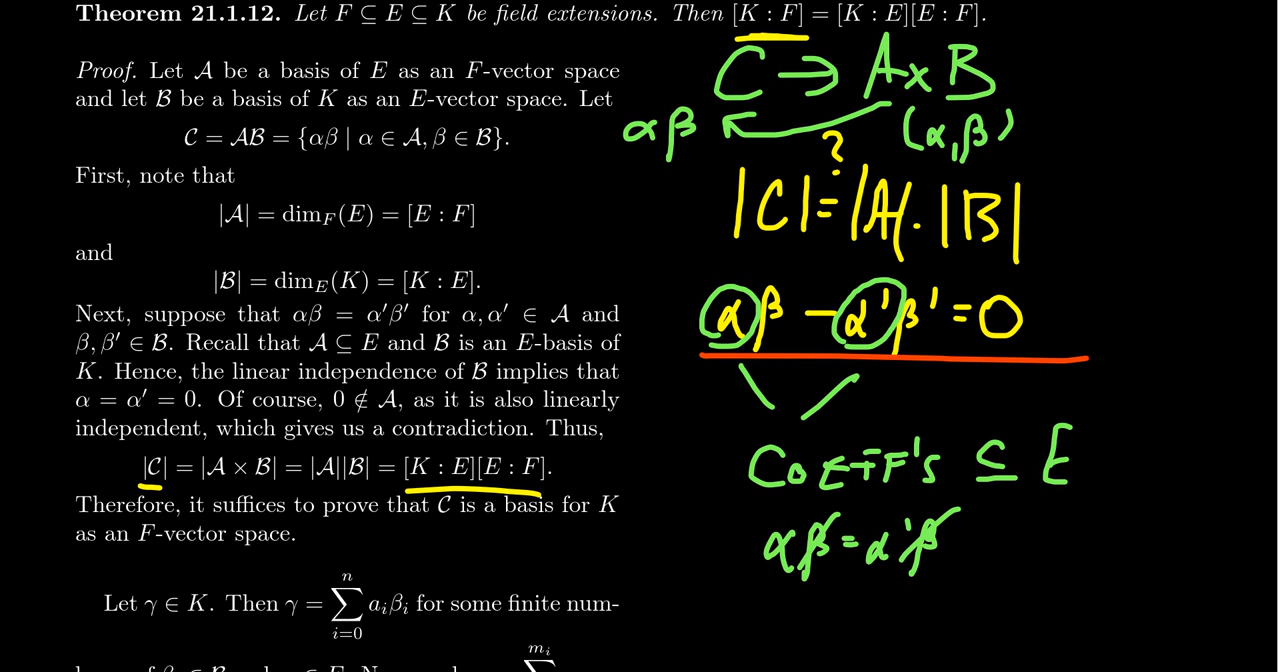 Theorem 21.1.12. Let F ⊆ E ⊆ K be field extensions. Then [K : F] = [K : E][E : F].
Proof. Let 𝒜 be a basis of E as an F-vector space
and let ℬ be a basis of K as an E-vector space. Let
𝒞 = 𝒜ℬ = {αβ | α ∈ 𝒜, β ∈ ℬ}.
First, note that
|𝒜| = dim_F(E) = [E : F]
and
|ℬ| = dim_E(K) = [K : E].
Next, suppose that αβ = α′β′ for α, α′ ∈ 𝒜 and
β, β′ ∈ ℬ. Recall that 𝒜 ⊆ E and ℬ is an E-basis of
K. Hence, the linear independence of ℬ implies that
α = α′ = 0. Of course, 0 ∉ 𝒜, as it is also linearly
independent, which gives us a contradiction. Thus,
|𝒞| = |𝒜 × ℬ| = |𝒜||ℬ| = [K : E][E : F].
Therefore, it suffices to prove that 𝒞 is a basis for K
as an F-vector space.
Let γ ∈ K. Then γ = ∑_{i=0}^{n} a_iβ_i for some finite num-
m_i
∑
C → A × B
αβ ← (α, β)
?
|C| = |A| · |B|
αβ − α′β′ = 0
COEFF'S ⊆ E
αβ = α′β